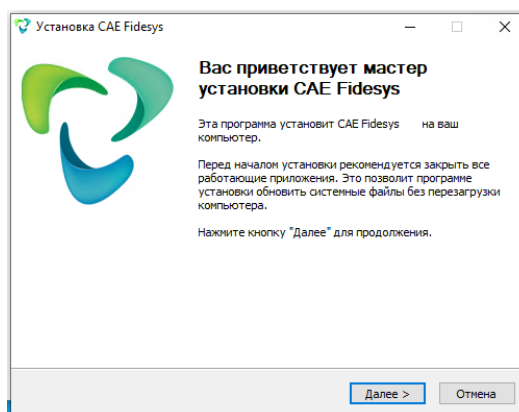 Установка CAE Fidesys
Вас приветствует мастер
установки CAE Fidesys
Эта программа установит CAE Fidesys на ваш
компьютер.
Перед началом установки рекомендуется закрыть все
работающие приложения. Это позволит программе
установки обновить системные файлы без перезагрузки
компьютера.
Нажмите кнопку "Далее" для продолжения.
Далее >
Отмена